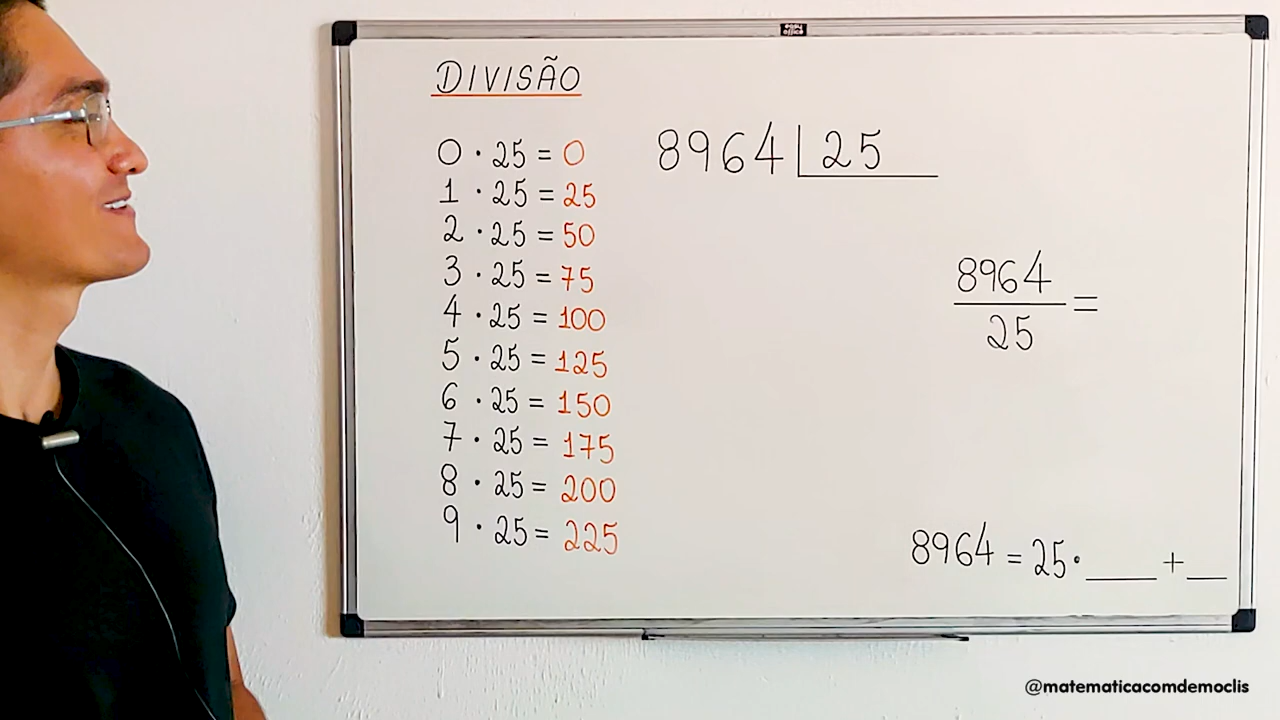 DIVISÃO
0 · 25 = 0
1 · 25 = 25
2 · 25 = 50
3 · 25 = 75
4 · 25 = 100
5 · 25 = 125
6 · 25 = 150
7 · 25 = 175
8 · 25 = 200
9 · 25 = 225
8964 | 25
8964
25
=
8964 = 25 · ____ + __
@matematicacomdemoclis